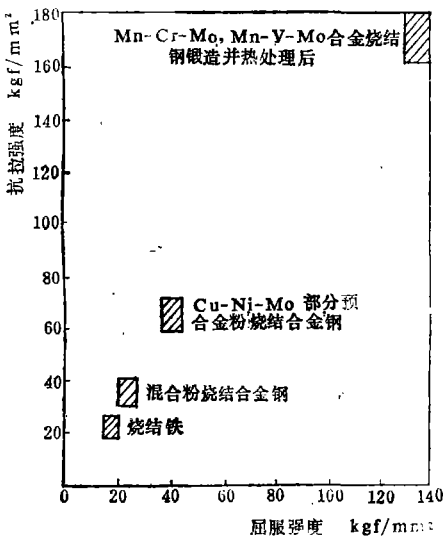 抗拉强度 kgf/mm²
180
160
140
120
100
80
60
40
20
Mn-Cr-Mo, Mn-V-Mo合金烧结
钢锻造并热处理后
Cu-Ni-Mo 部分预
合金粉烧结合金钢
混合粉烧结合金钢
烧结铁
0 20 40 60 80 100 120 140
屈服强度 kgf/mm²